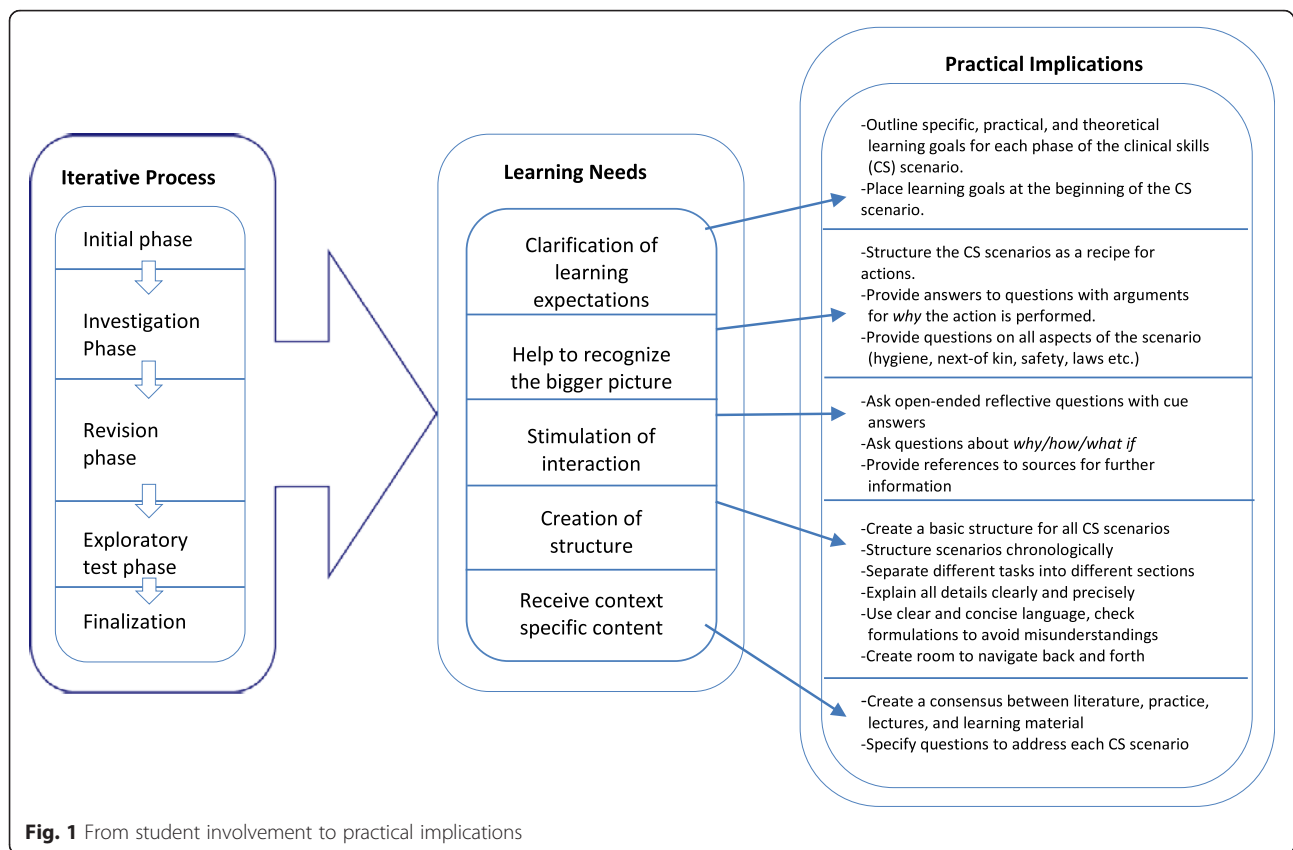 Iterative Process
Initial phase
Investigation
Phase
Revision
phase
Exploratory
test phase
Finalization
Learning Needs
Clarification of
learning
expectations
Help to recognize
the bigger picture
Stimulation of
interaction
Creation of
structure
Receive context
specific content
Practical Implications
-Outline specific, practical, and theoretical
learning goals for each phase of the clinical skills
(CS) scenario.
-Place learning goals at the beginning of the CS
scenario.
-Structure the CS scenarios as a recipe for
actions.
-Provide answers to questions with arguments
for why the action is performed.
-Provide questions on all aspects of the scenario
(hygiene, next-of kin, safety, laws etc.)
-Ask open-ended reflective questions with cue
answers
-Ask questions about why/how/what if
-Provide references to sources for further
information
-Create a basic structure for all CS scenarios
-Structure scenarios chronologically
-Separate different tasks into different sections
-Explain all details clearly and precisely
-Use clear and concise language, check
formulations to avoid misunderstandings
-Create room to navigate back and forth
-Create a consensus between literature, practice,
lectures, and learning material
-Specify questions to address each CS scenario
Fig. 1 From student involvement to practical implications